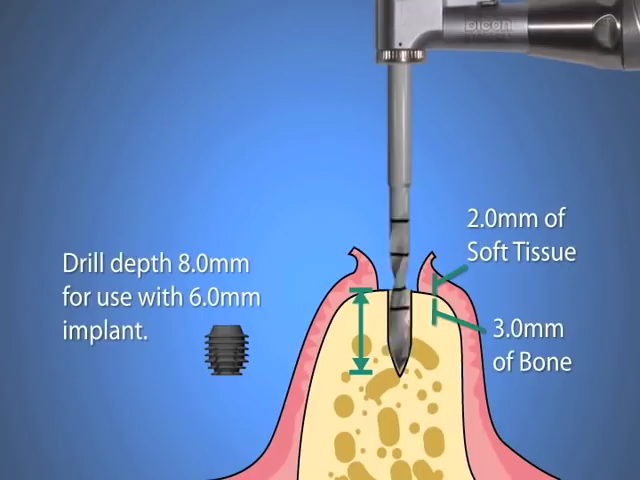 BICON
2.0mm of
Soft Tissue
Drill depth 8.0mm
for use with 6.0mm
implant.
3.0mm
of Bone